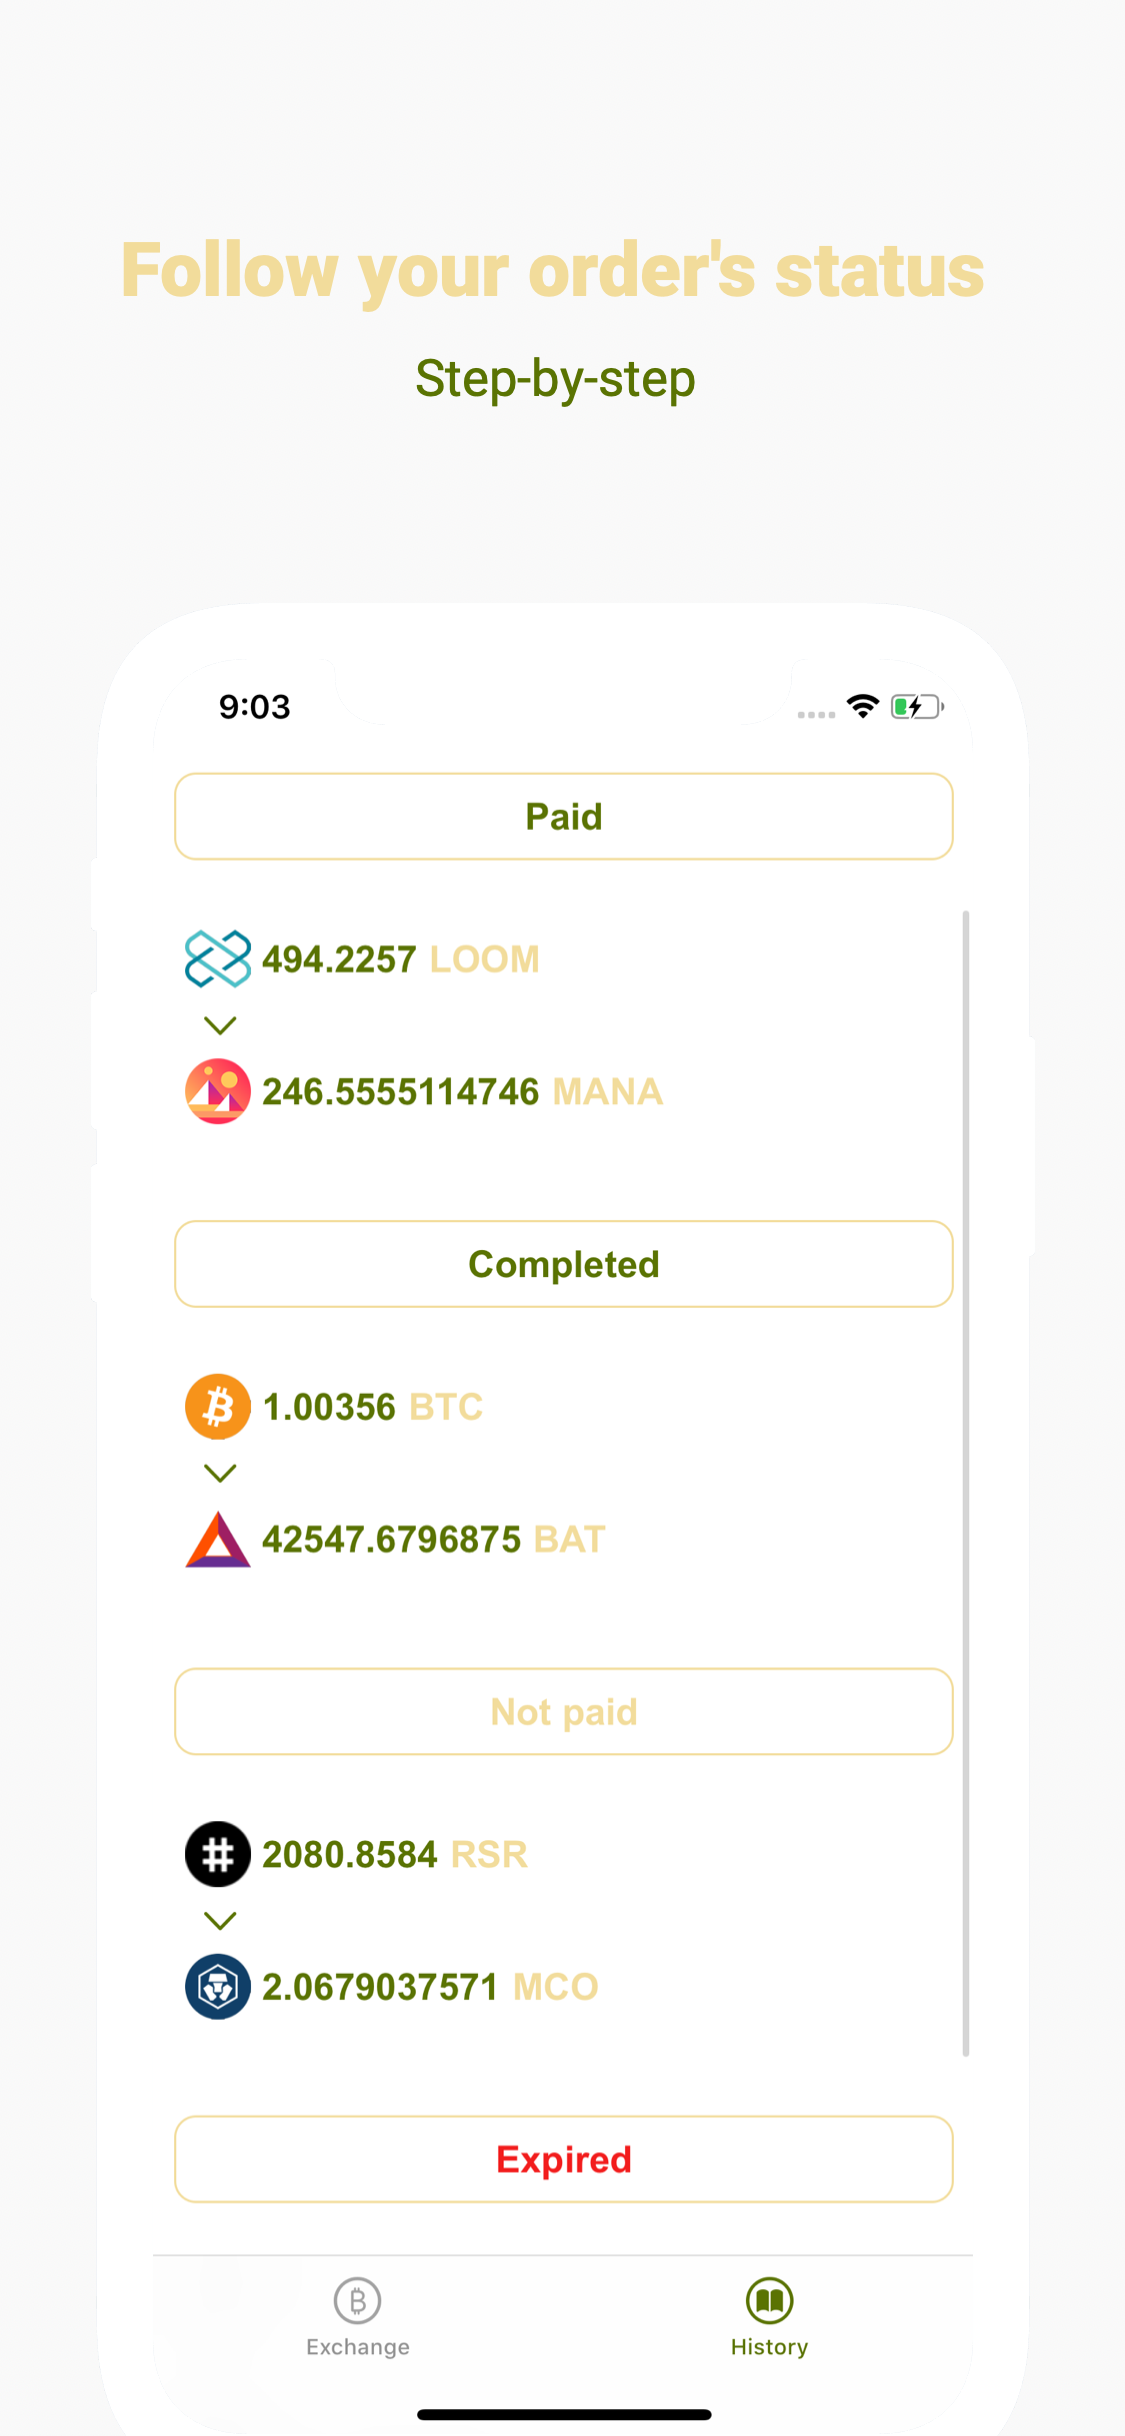 Follow your order's status
Step-by-step
9:03
Paid
494.2257 LOOM
246.5555114746 MANA
Completed
1.00356 BTC
42547.6796875 BAT
Not paid
2080.8584 RSR
2.0679037571 MCO
Expired
Exchange
History